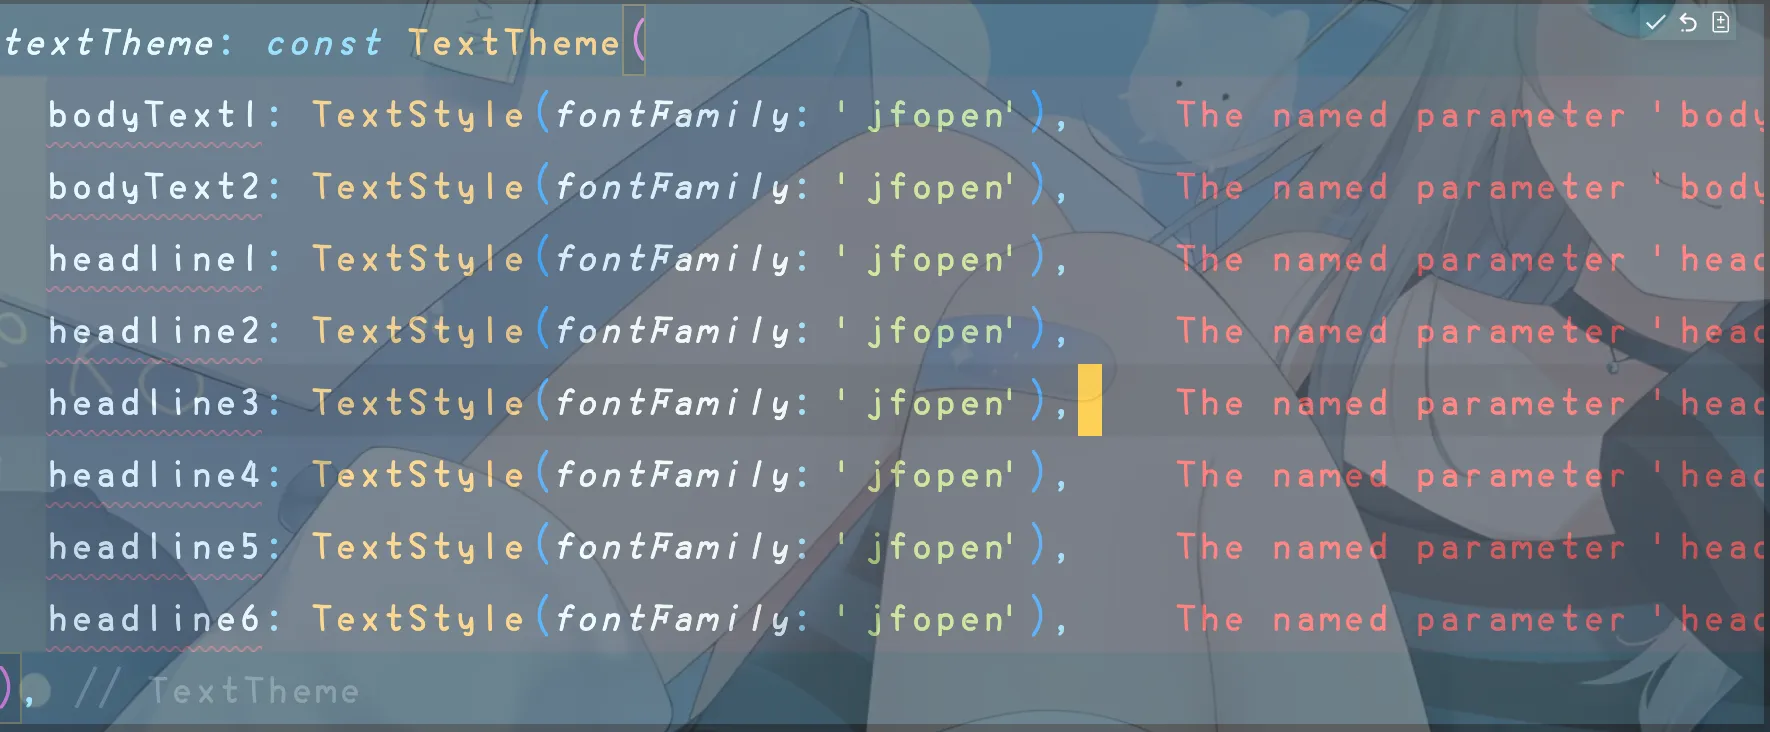 textTheme: const TextTheme(
bodyText1: TextStyle(fontFamily: 'jfopen'), The named parameter 'body
bodyText2: TextStyle(fontFamily: 'jfopen'), The named parameter 'body
headline1: TextStyle(fontFamily: 'jfopen'), The named parameter 'head
headline2: TextStyle(fontFamily: 'jfopen'), The named parameter 'head
headline3: TextStyle(fontFamily: 'jfopen'), The named parameter 'head
headline4: TextStyle(fontFamily: 'jfopen'), The named parameter 'head
headline5: TextStyle(fontFamily: 'jfopen'), The named parameter 'head
headline6: TextStyle(fontFamily: 'jfopen'), The named parameter 'head
), // TextTheme